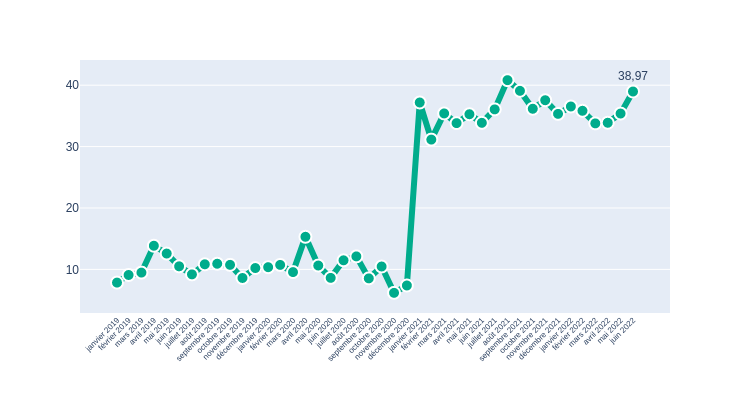 38,97
40
30
20
10
janvier 2019
février 2019
mars 2019
avril 2019
mai 2019
juin 2019
juillet 2019
août 2019
septembre 2019
octobre 2019
novembre 2019
décembre 2019
janvier 2020
février 2020
mars 2020
avril 2020
mai 2020
juin 2020
juillet 2020
août 2020
septembre 2020
octobre 2020
novembre 2020
décembre 2020
janvier 2021
février 2021
mars 2021
avril 2021
mai 2021
juin 2021
juillet 2021
août 2021
septembre 2021
octobre 2021
novembre 2021
décembre 2021
janvier 2022
février 2022
mars 2022
avril 2022
mai 2022
juin 2022